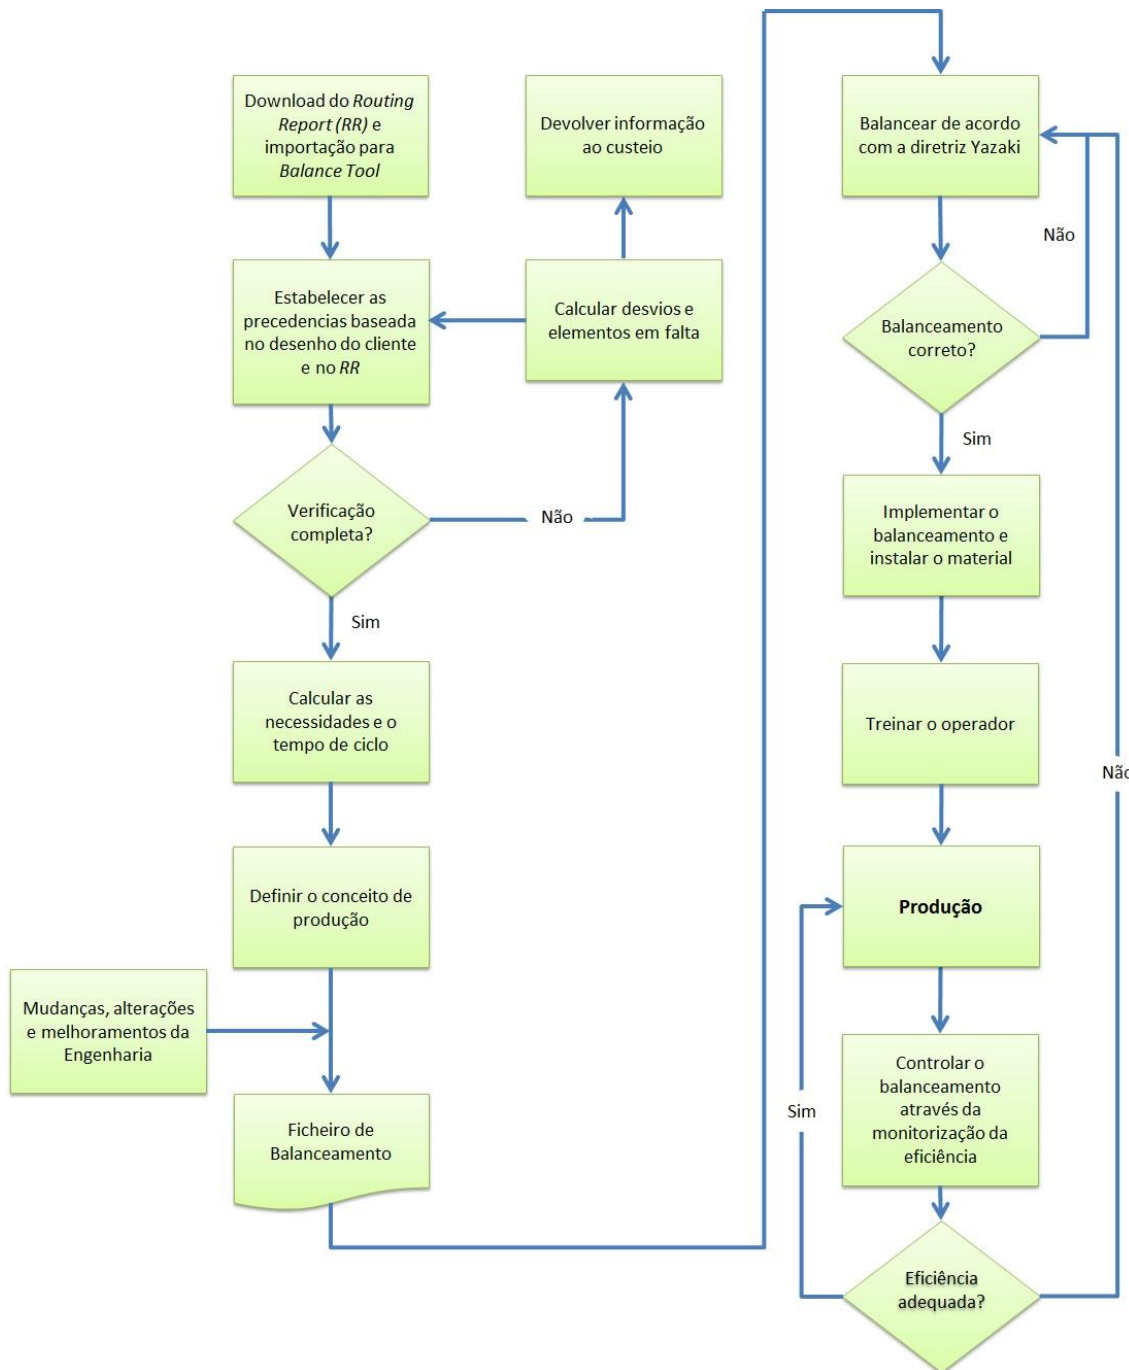 Download do Routing
Report (RR) e
importação para
Balance Tool
Devolver informação
ao custeio
Estabelecer as
precedencias baseada
no desenho do cliente
e no RR
Calcular desvios e
elementos em falta
Verificação
completa?
Não
Sim
Calcular as
necessidades e o
tempo de ciclo
Definir o conceito de
produção
Mudanças, alterações
e melhoramentos da
Engenharia
Ficheiro de
Balanceamento
Balancear de acordo
com a diretriz Yazaki
Não
Balanceamento
correto?
Sim
Implementar o
balanceamento e
instalar o material
Treinar o operador
Não
Produção
Controlar o
balanceamento
através da
monitorização da
eficiência
Sim
Eficiência
adequada?